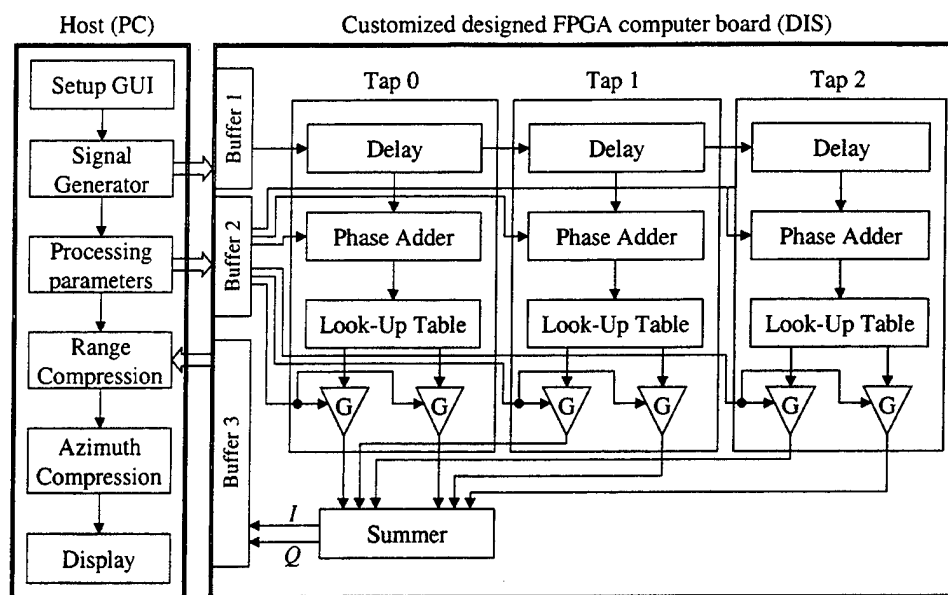 Host (PC)
Customized designed FPGA computer board (DIS)
Setup GUI
Signal
Generator
Processing
parameters
Range
Compression
Azimuth
Compression
Display
Buffer 1
Buffer 2
Buffer 3
Tap 0
Delay
Phase Adder
Look-Up Table
G
G
Tap 1
Delay
Phase Adder
Look-Up Table
G
G
Tap 2
Delay
Phase Adder
Look-Up Table
G
G
I
Q
Summer